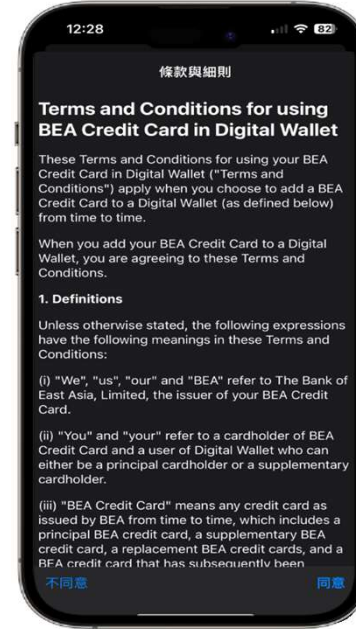 12:28
82
條款與細則
Terms and Conditions for using
BEA Credit Card in Digital Wallet
These Terms and Conditions for using your BEA
Credit Card in Digital Wallet ("Terms and
Conditions") apply when you choose to add a BEA
Credit Card to a Digital Wallet (as defined below)
from time to time.
When you add your BEA Credit Card to a Digital
Wallet, you are agreeing to these Terms and
Conditions.
1. Definitions
Unless otherwise stated, the following expressions
have the following meanings in these Terms and
Conditions:
(i) "We", "us", "our" and "BEA" refer to The Bank of
East Asia, Limited, the issuer of your BEA Credit
Card.
(ii) "You" and "your" refer to a cardholder of BEA
Credit Card and a user of Digital Wallet who can
either be a principal cardholder or a supplementary
cardholder.
(iii) "BEA Credit Card" means any credit card as
issued by BEA from time to time, which includes a
principal BEA credit card, a supplementary BEA
credit card, a replacement BEA credit cards, and a
BEA credit card that has subsequently been
不同意
同意